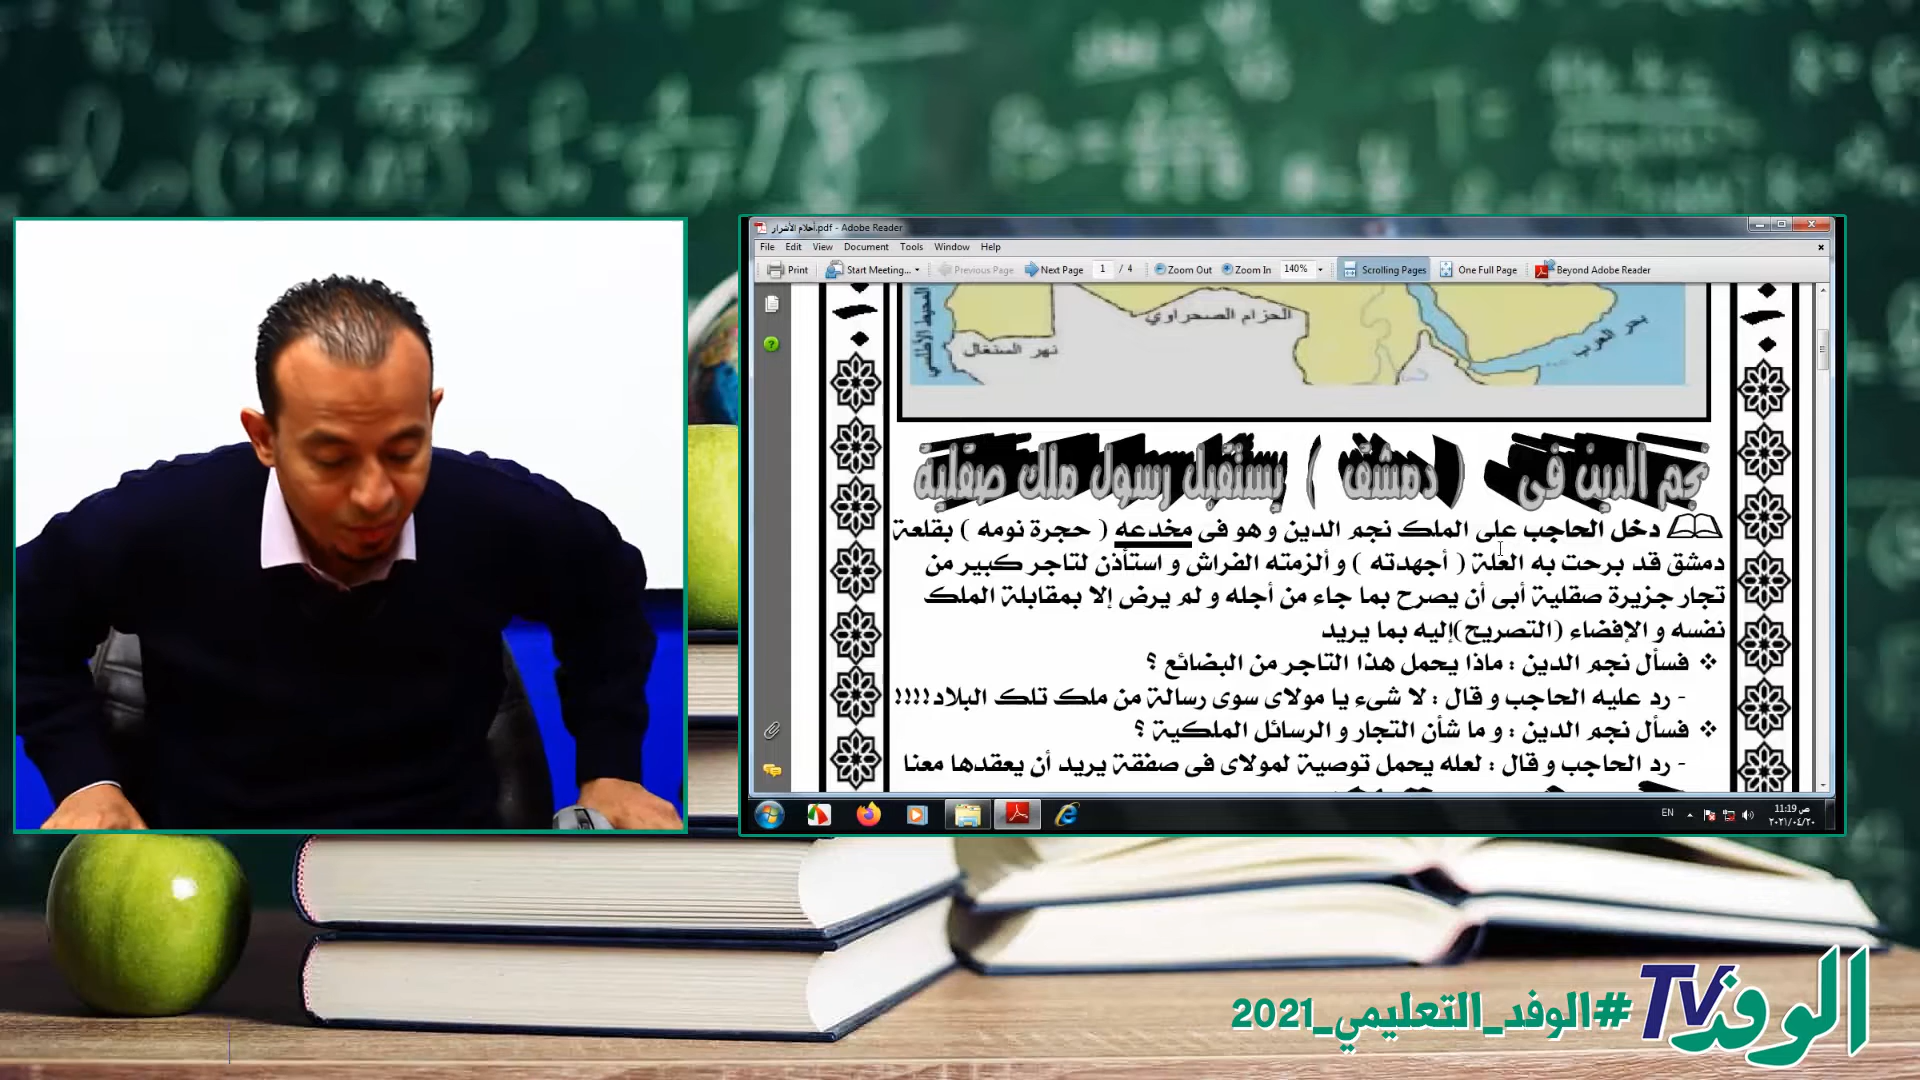 أحلام الأشرار.pdf - Adobe Reader
File Edit View Document Tools Window Help
Print Start Meeting... Previous Page Next Page 1 / 4 Zoom Out Zoom In 140% Scrolling Pages One Full Page Beyond Adobe Reader
المحيط الأطلسي
الحزام الصحراوي
نهر السنغال
بحر العرب
نجم الدين فى ( دمشق ) يستقبل رسول ملك صقلية
دخل الحاجب على الملك نجم الدين و هو فى مخدعه ( حجرة نومه ) بقلعة
دمشق قد برحت به العلة ( أجهدته ) و ألزمته الفراش و استأذن لتاجر كبير من
تجار جزيرة صقلية أبى أن يصرح بما جاء من أجله و لم يرض إلا بمقابلة الملك
نفسه و الإفضاء (التصريح)إليه بما يريد
❖ فسأل نجم الدين : ماذا يحمل هذا التاجر من البضائع ؟
- رد عليه الحاجب و قال : لا شىء يا مولاى سوى رسالة من ملك تلك البلاد!!!!
❖ فسأل نجم الدين : و ما شأن التجار و الرسائل الملكية ؟
- رد الحاجب و قال : لعله يحمل توصية لمولاى فى صفقة يريد أن يعقدها معنا
EN
11:19 ص
٢٠٢١/٠٤/٢٠
#الوفد_التعليمي_2021
الوفد TV